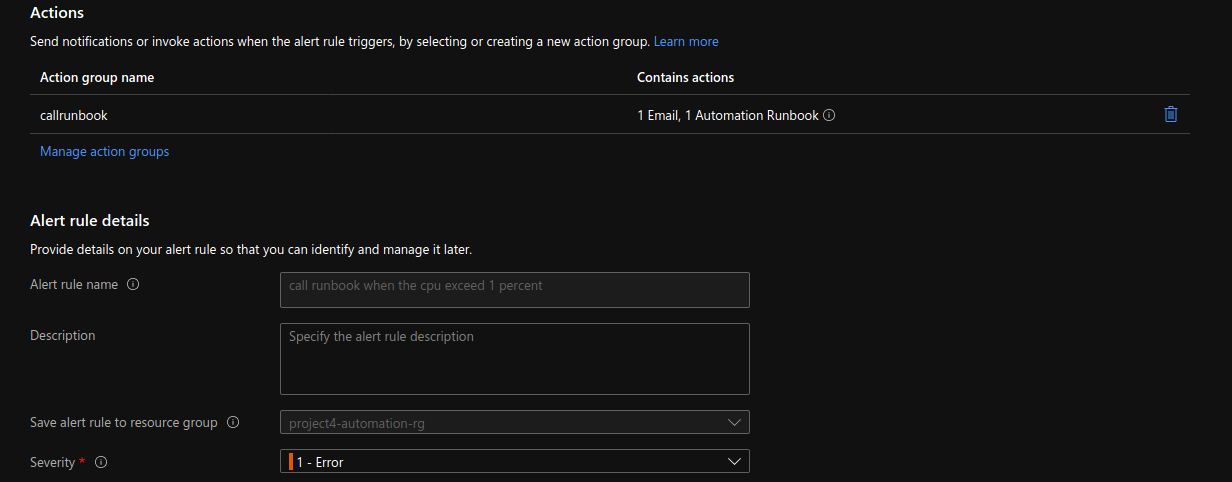 Actions
Send notifications or invoke actions when the alert rule triggers, by selecting or creating a new action group. Learn more
Action group name Contains actions
callrunbook 1 Email, 1 Automation Runbook
Manage action groups
Alert rule details
Provide details on your alert rule so that you can identify and manage it later.
Alert rule name call runbook when the cpu exceed 1 percent
Description Specify the alert rule description
Save alert rule to resource group project4-automation-rg
Severity * 1 - Error